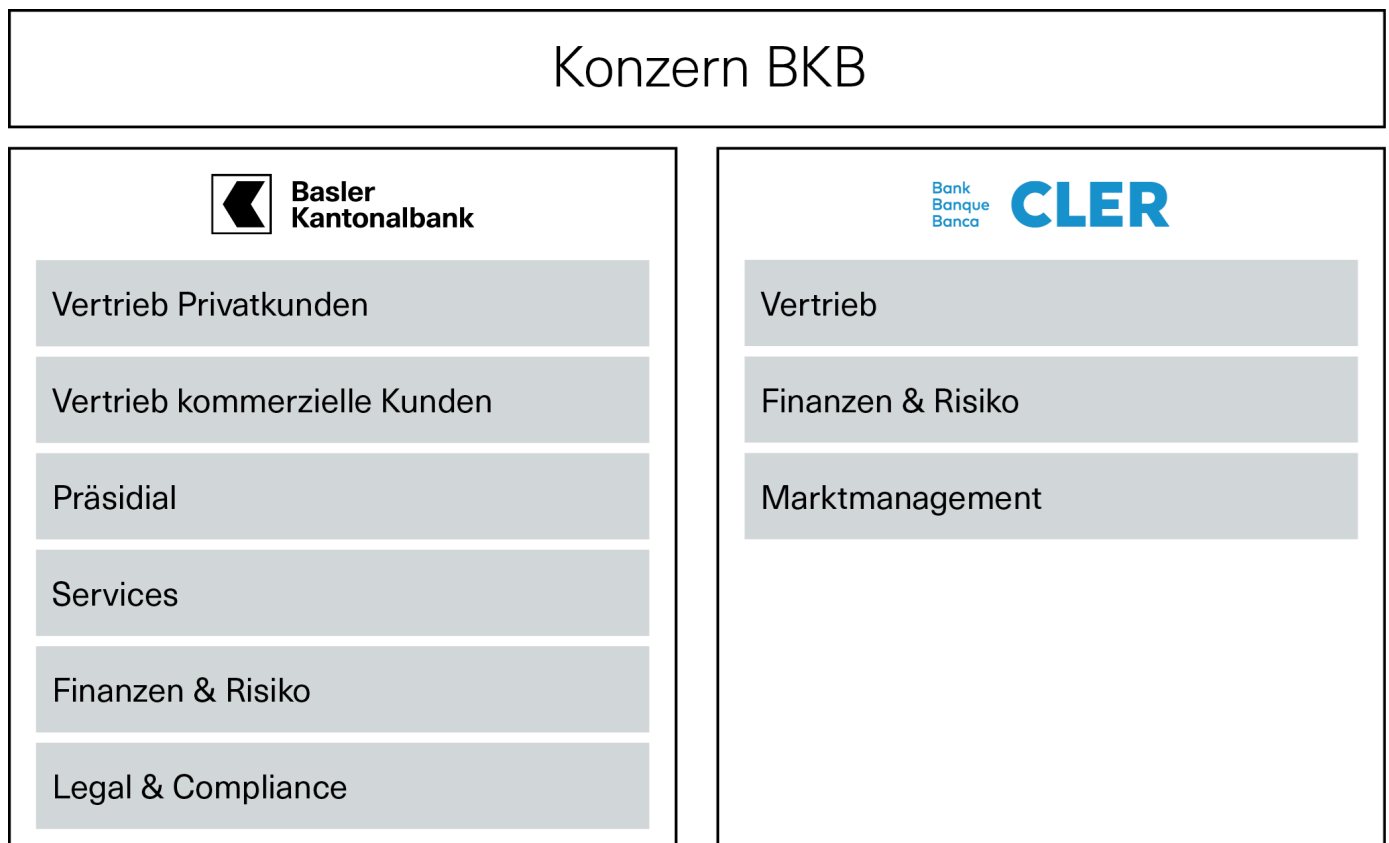 Konzern BKB
Basler
Kantonalbank
Vertrieb Privatkunden
Vertrieb kommerzielle Kunden
Präsidial
Services
Finanzen & Risiko
Legal & Compliance
Bank
Banque
Banca
CLER
Vertrieb
Finanzen & Risiko
Marktmanagement